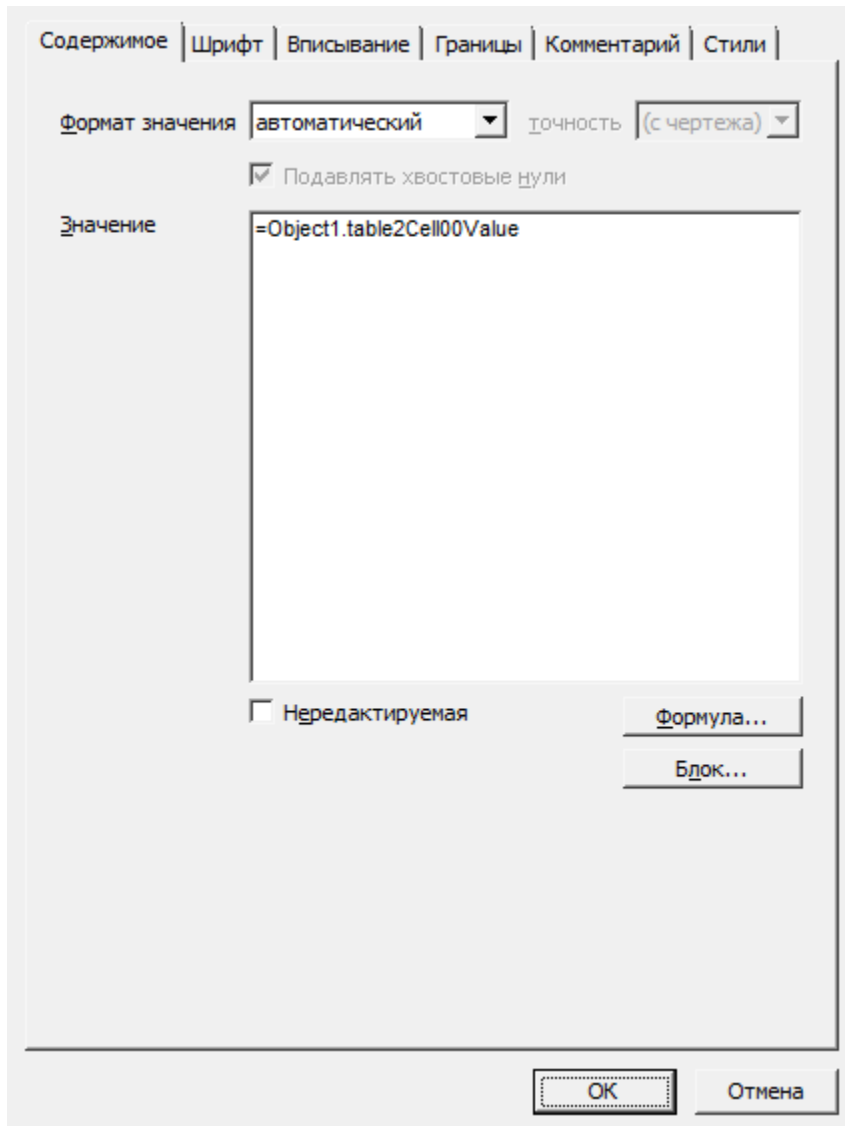 Содержимое Шрифт Вписывание Границы Комментарий Стили
Формат значения автоматический точность (с чертежа)
Подавлять хвостовые нули
Значение =Object1.table2Cell00Value
Нередактируемая Формула...
Блок...
ОК Отмена